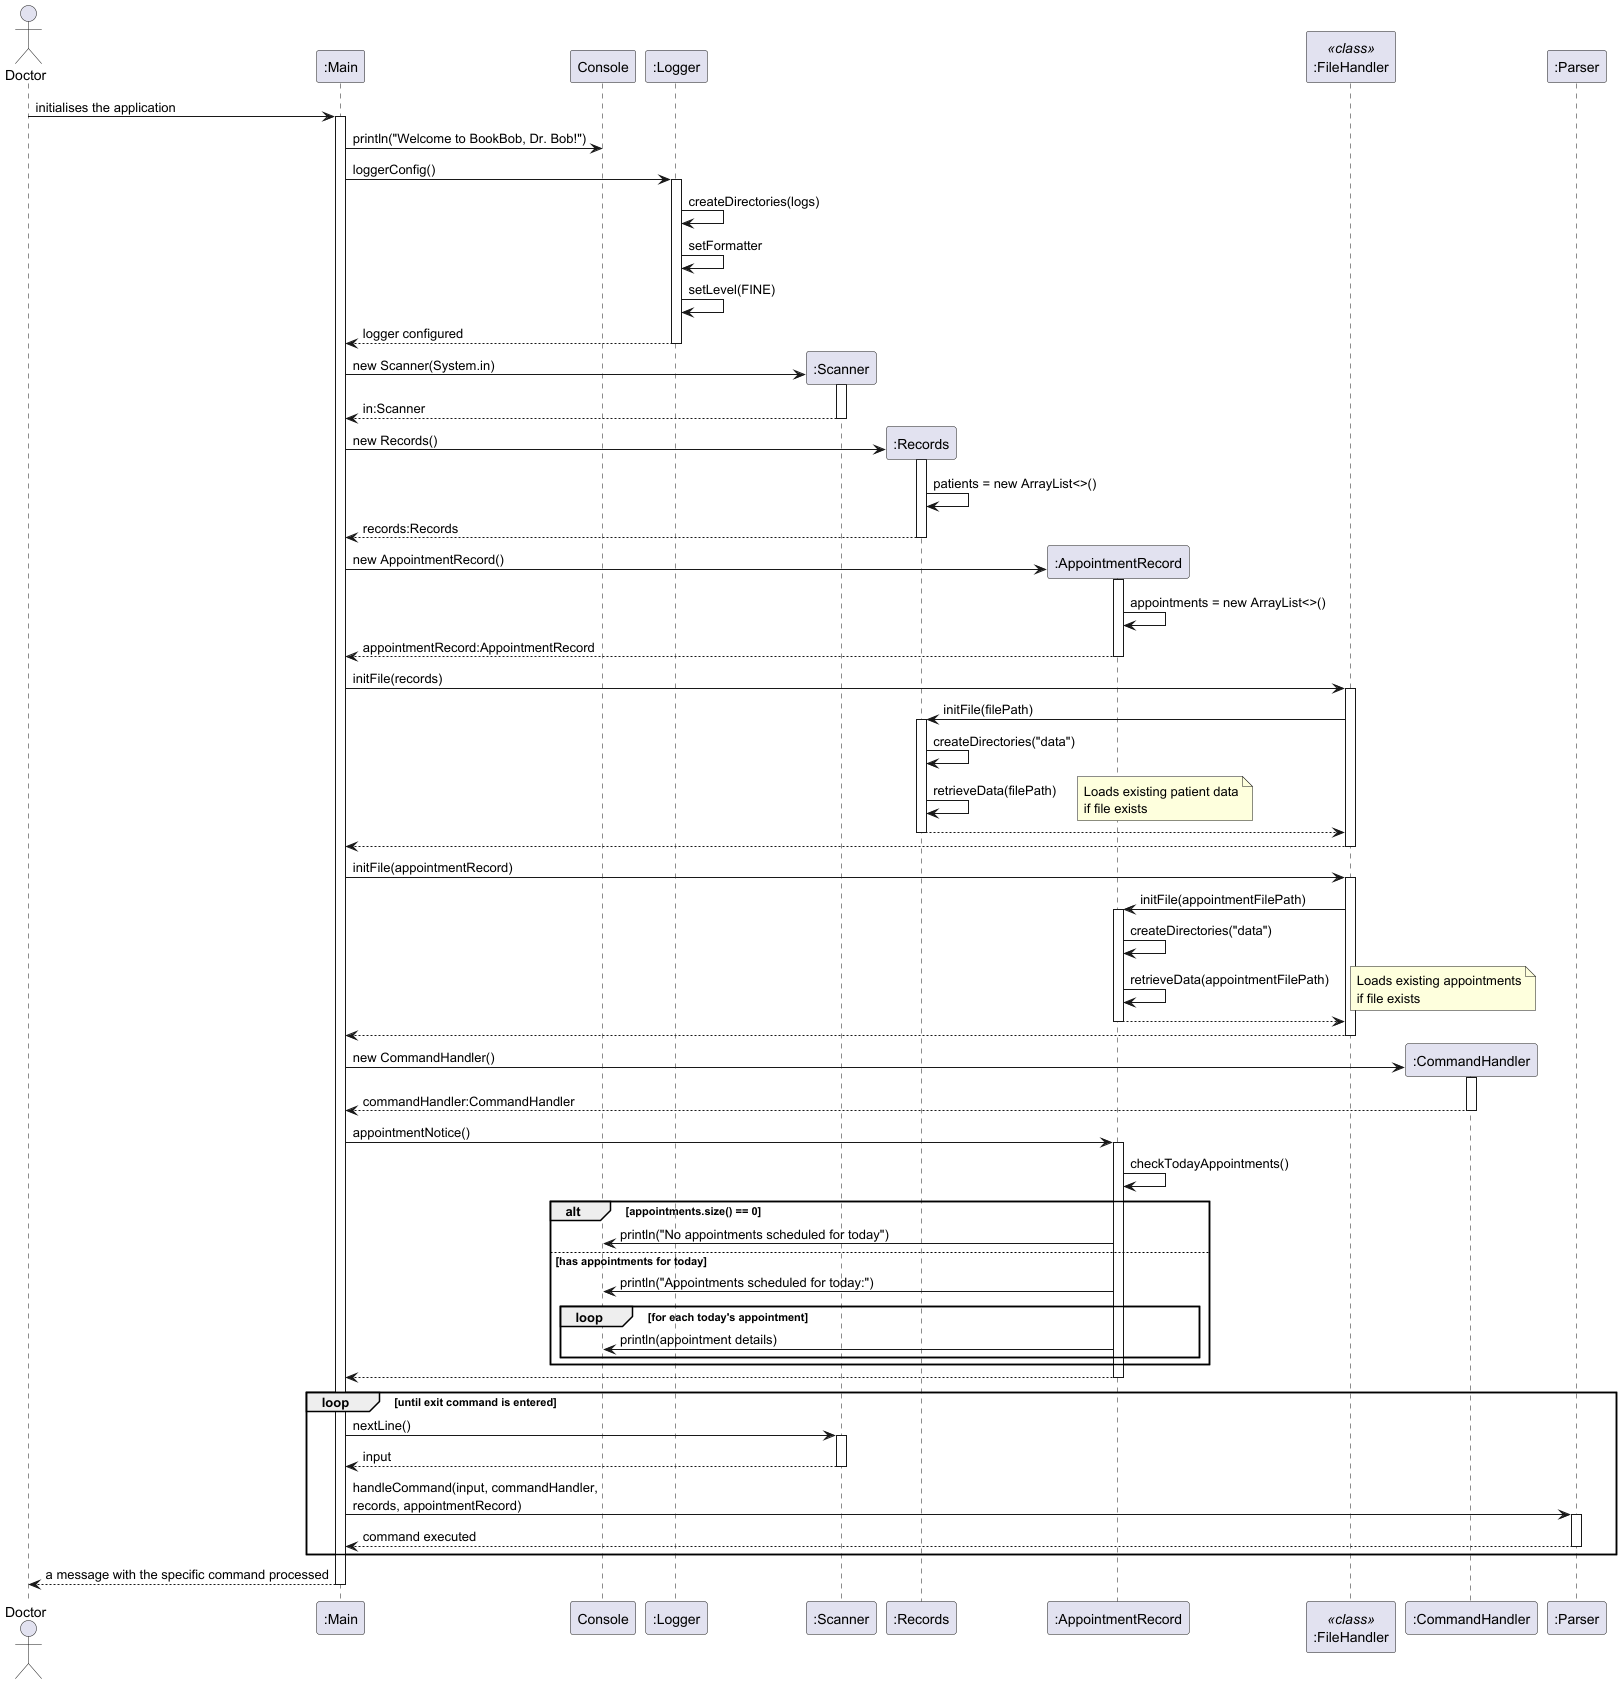 Doctor
:Main
Console
:Logger
«class»
:FileHandler
:Parser
initialises the application
println("Welcome to BookBob, Dr. Bob!")
loggerConfig()
createDirectories(logs)
setFormatter
setLevel(FINE)
logger configured
new Scanner(System.in)
:Scanner
in:Scanner
new Records()
:Records
patients = new ArrayList<>()
records:Records
new AppointmentRecord()
:AppointmentRecord
appointments = new ArrayList<>()
appointmentRecord:AppointmentRecord
initFile(records)
initFile(filePath)
createDirectories("data")
retrieveData(filePath)
Loads existing patient data
if file exists
initFile(appointmentRecord)
initFile(appointmentFilePath)
createDirectories("data")
retrieveData(appointmentFilePath)
Loads existing appointments
if file exists
new CommandHandler()
:CommandHandler
commandHandler:CommandHandler
appointmentNotice()
checkTodayAppointments()
alt
[appointments.size() == 0]
println("No appointments scheduled for today")
[has appointments for today]
println("Appointments scheduled for today:")
loop
[for each today's appointment]
println(appointment details)
loop
[until exit command is entered]
nextLine()
input
handleCommand(input, commandHandler,
records, appointmentRecord)
command executed
a message with the specific command processed
Doctor
:Main
Console
:Logger
:Scanner
:Records
:AppointmentRecord
«class»
:FileHandler
:CommandHandler
:Parser